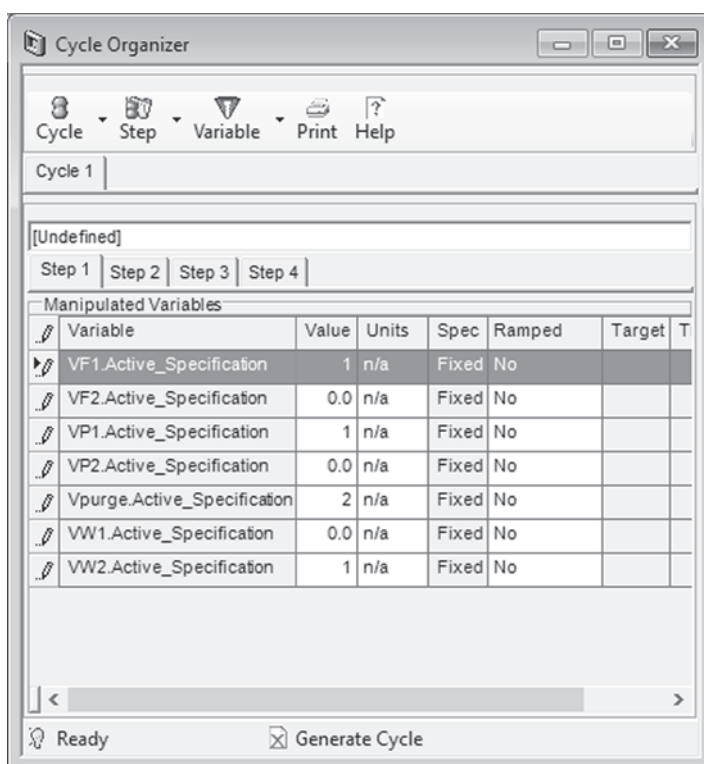 Cycle Organizer
Cycle Step Variable Print Help
Cycle 1
[Undefined]
Step 1 Step 2 Step 3 Step 4
Manipulated Variables
Variable Value Units Spec Ramped Target T
VF1.Active_Specification 1 n/a Fixed No
VF2.Active_Specification 0.0 n/a Fixed No
VP1.Active_Specification 1 n/a Fixed No
VP2.Active_Specification 0.0 n/a Fixed No
Vpurge.Active_Specification 2 n/a Fixed No
VW1.Active_Specification 0.0 n/a Fixed No
VW2.Active_Specification 1 n/a Fixed No
Ready Generate Cycle